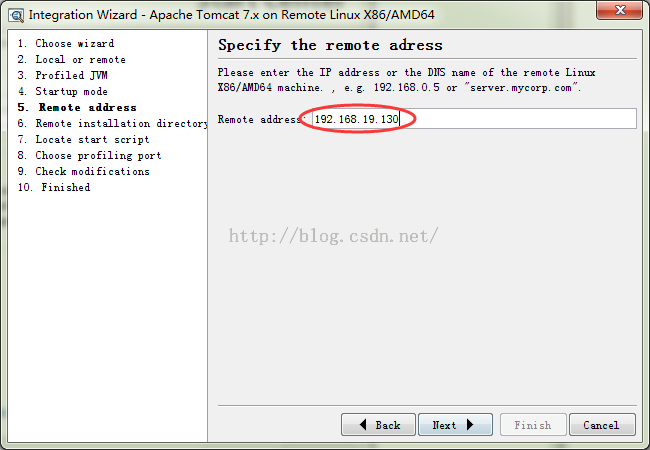 Integration Wizard - Apache Tomcat 7.x on Remote Linux X86/AMD64
1. Choose wizard
2. Local or remote
3. Profiled JVM
4. Startup mode
5. Remote address
6. Remote installation directory
7. Locate start script
8. Choose profiling port
9. Check modifications
10. Finished
Specify the remote adress
Please enter the IP address or the DNS name of the remote Linux
X86/AMD64 machine. , e.g. 192.168.0.5 or "server.mycorp.com".
Remote address: 192.168.19.130
http://blog.csdn.net/
Back Next Finish Cancel